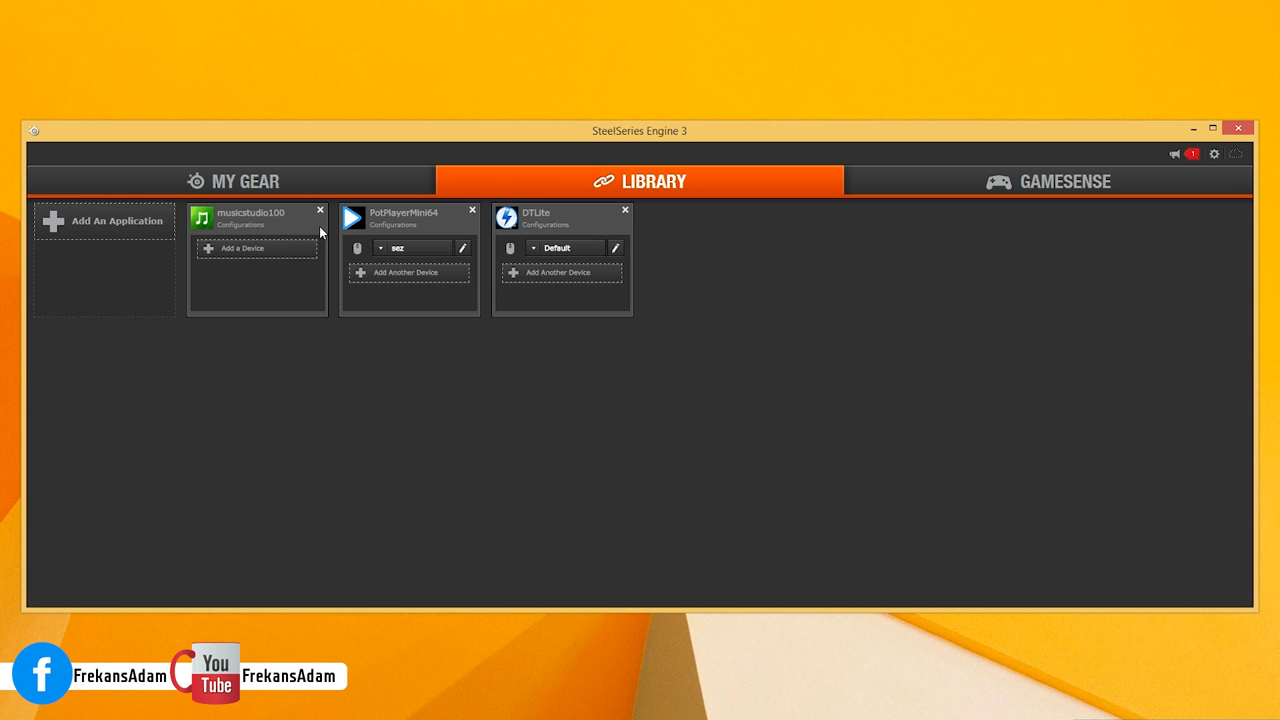 SteelSeries Engine 3
1
MY GEAR
LIBRARY
GAMESENSE
Add An Application
musicstudio100
Configurations
Add a Device
PotPlayerMini64
Configurations
sez
Add Another Device
DTLite
Configurations
Default
Add Another Device
f
FrekansAdam
You
Tube
FrekansAdam